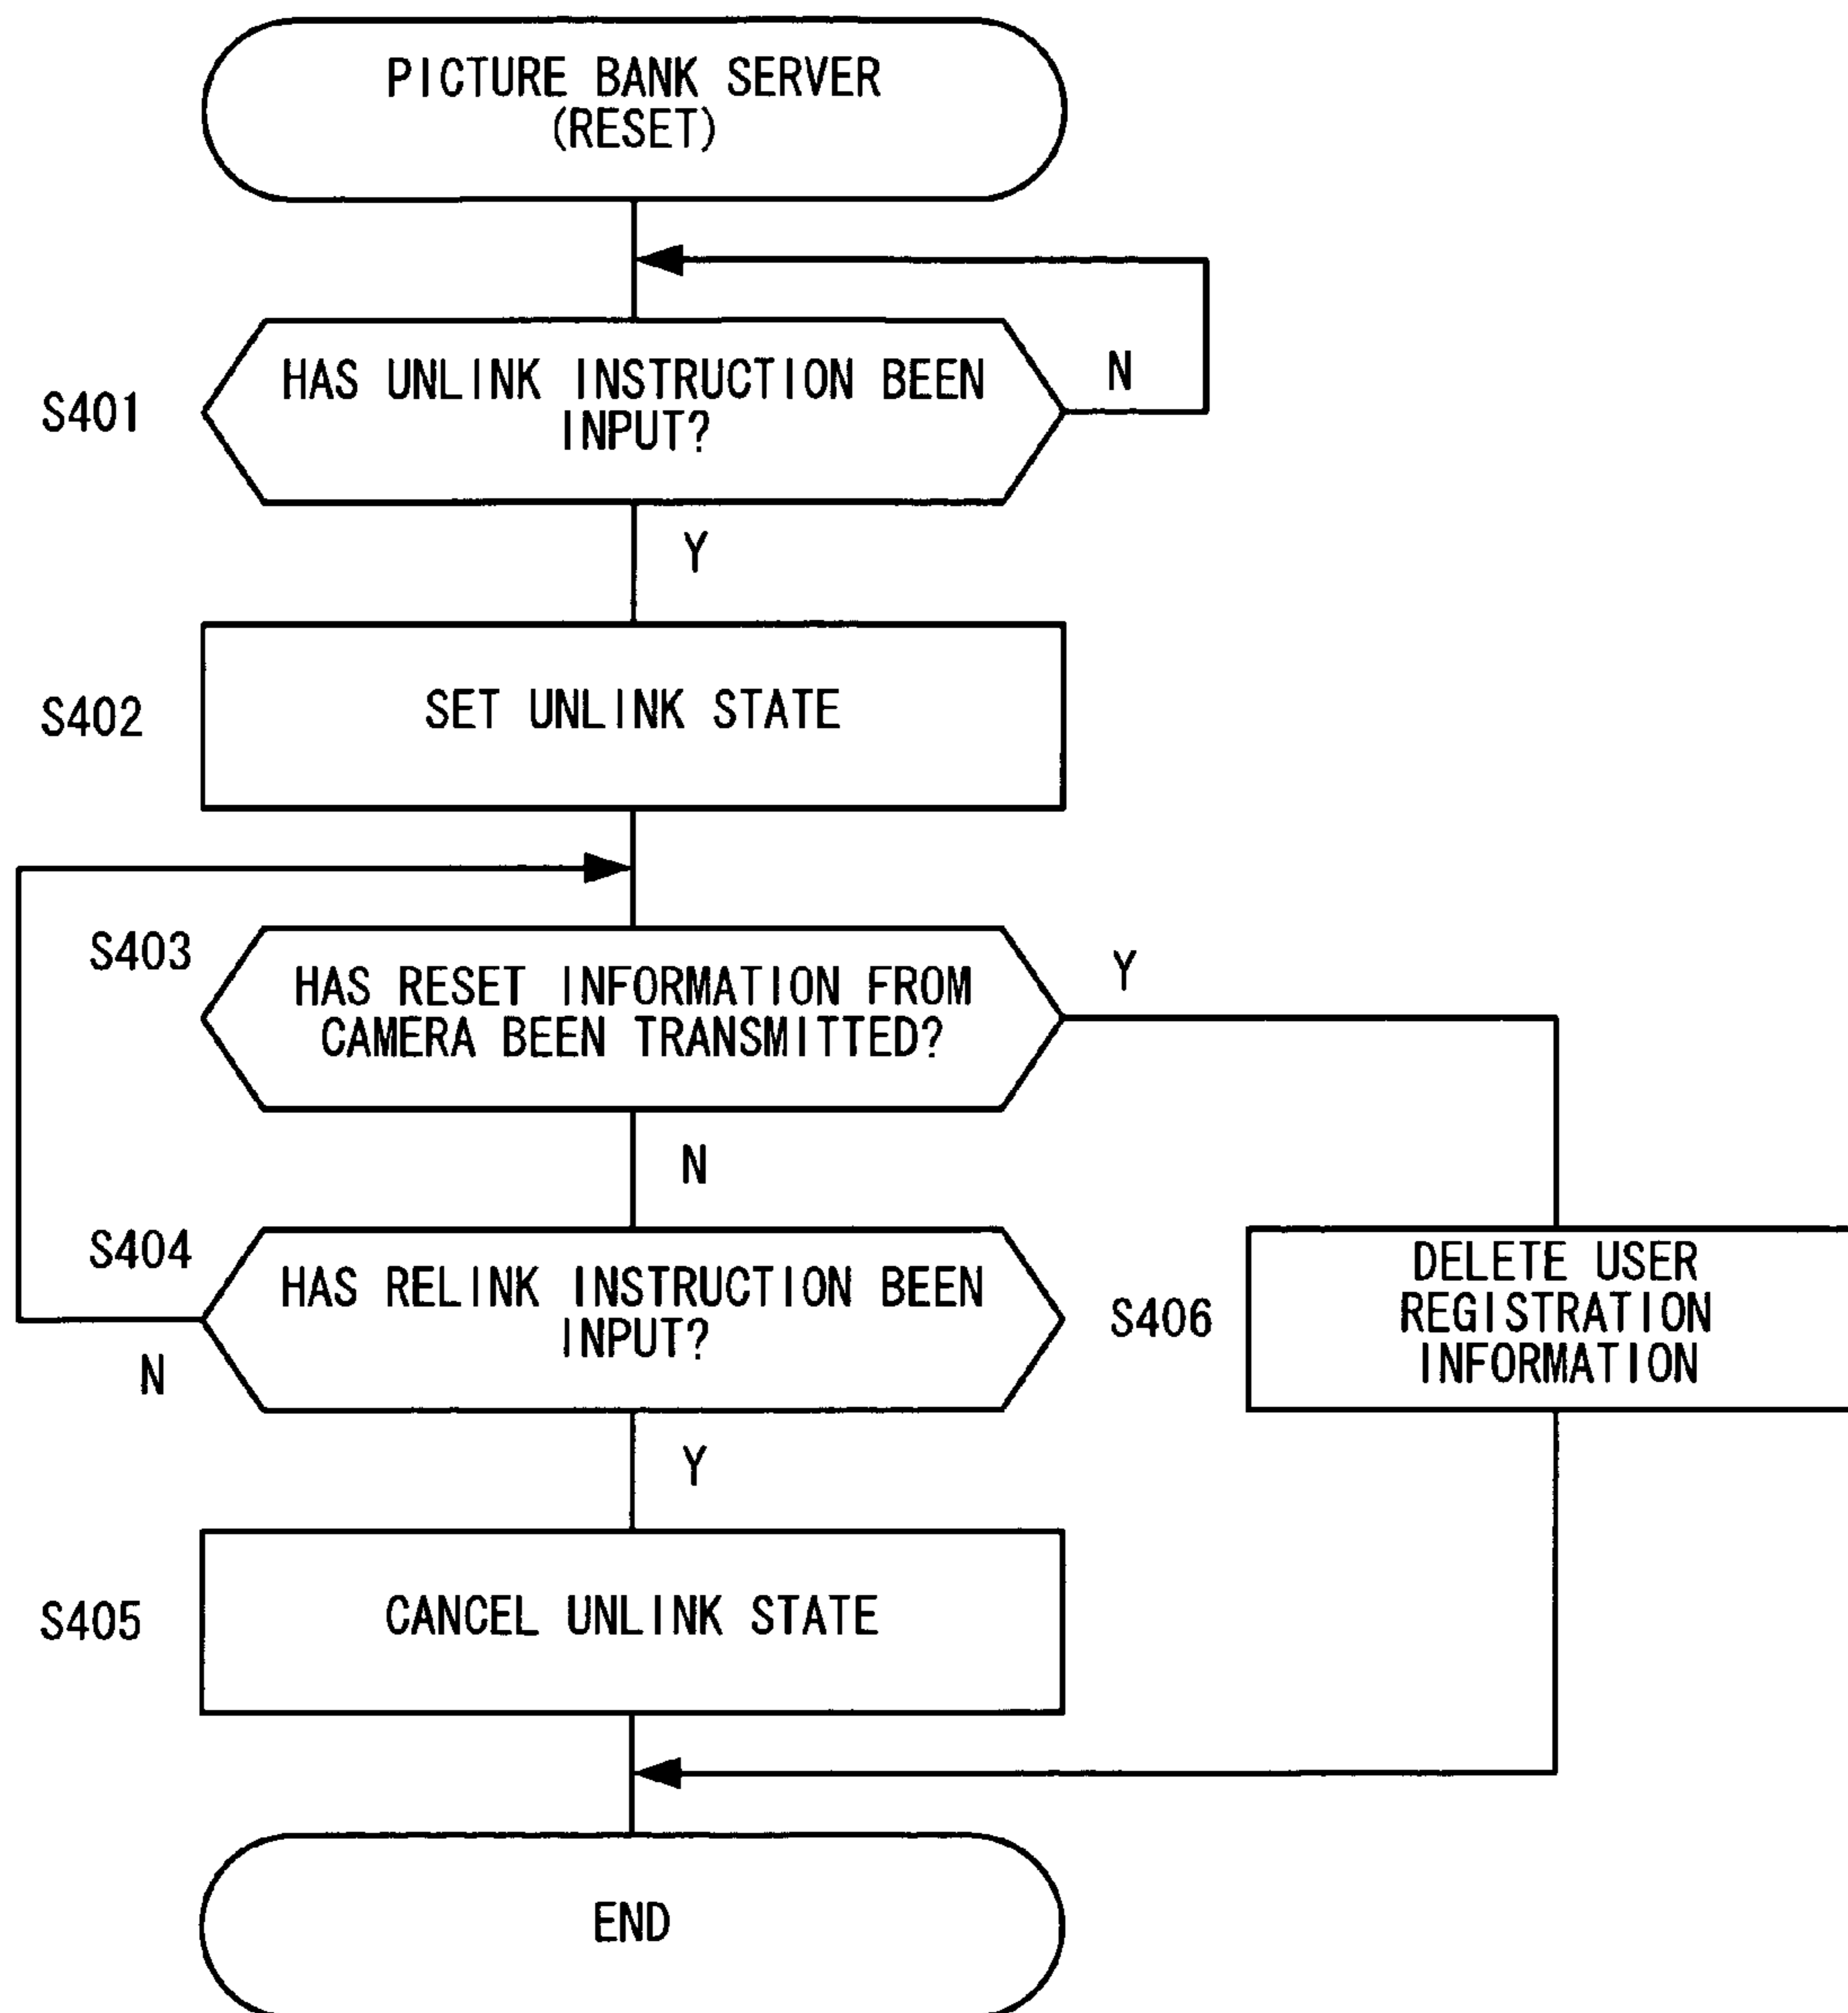 PICTURE BANK SERVER
(RESET)
HAS UNLINK INSTRUCTION BEEN
INPUT?
N
S401
Y
SET UNLINK STATE
S402
S403
HAS RESET INFORMATION FROM
CAMERA BEEN TRANSMITTED?
Y
N
S404
HAS RELINK INSTRUCTION BEEN
INPUT?
N
S406
DELETE USER
REGISTRATION
INFORMATION
Y
S405
CANCEL UNLINK STATE
END